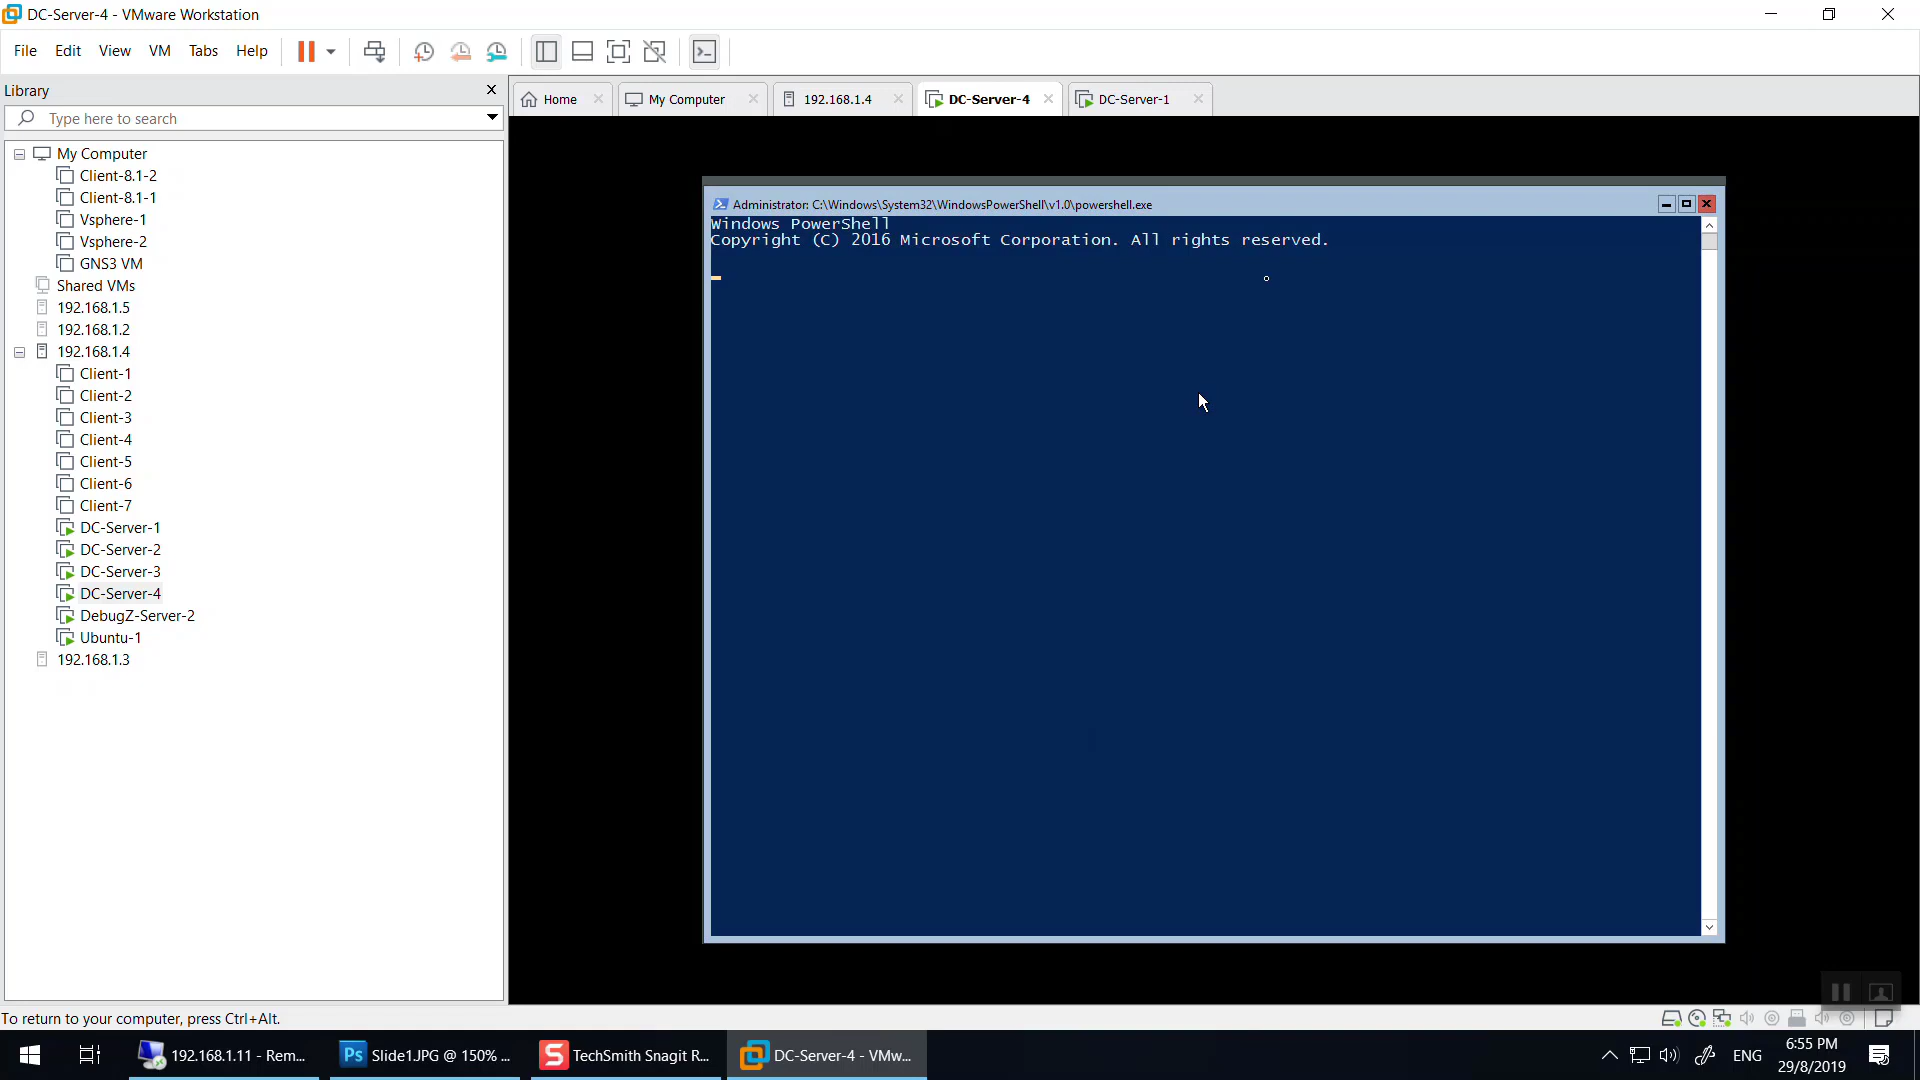 DC-Server-4 - VMware Workstation
File Edit View VM Tabs Help
Library
Type here to search
My Computer
Client-8.1-2
Client-8.1-1
Vsphere-1
Vsphere-2
GNS3 VM
Shared VMs
192.168.1.5
192.168.1.2
192.168.1.4
Client-1
Client-2
Client-3
Client-4
Client-5
Client-6
Client-7
DC-Server-1
DC-Server-2
DC-Server-3
DC-Server-4
DebugZ-Server-2
Ubuntu-1
192.168.1.3
Home My Computer 192.168.1.4 DC-Server-4 DC-Server-1
Administrator: C:\Windows\System32\WindowsPowerShell\v1.0\powershell.exe
Windows PowerShell
Copyright (C) 2016 Microsoft Corporation. All rights reserved.
To return to your computer, press Ctrl+Alt.
192.168.1.11 - Rem... Ps Slide1.JPG @ 150% ... S TechSmith Snagit R... DC-Server-4 - VMw... ENG
6:55 PM
29/8/2019